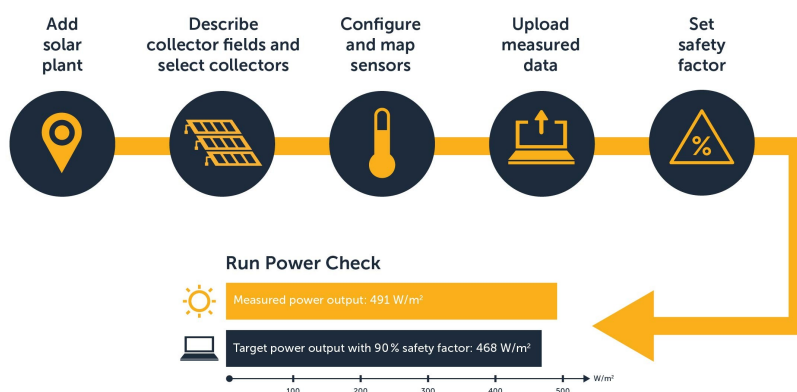 Add
solar
plant
Describe
collector fields and
select collectors
Configure
and map
sensors
Upload
measured
data
Set
safety
factor
%
Run Power Check
Measured power output: 491 W/m²
Target power output with 90 % safety factor: 468 W/m²
100 200 300 400 500 W/m²